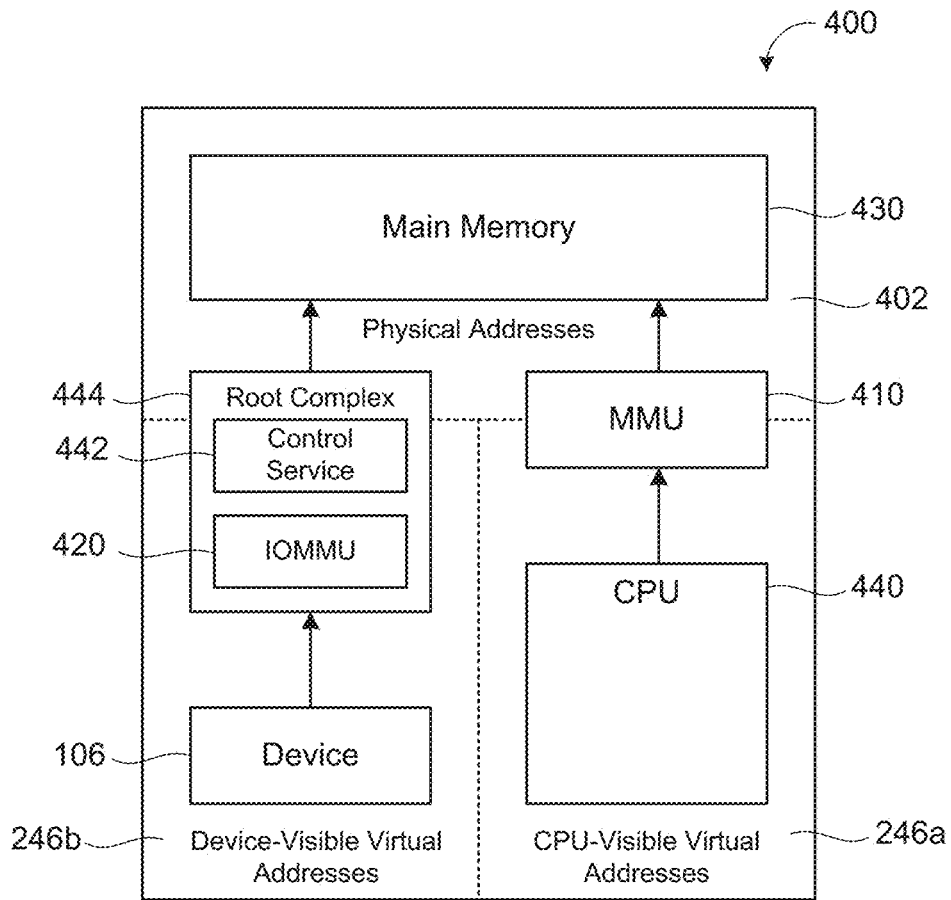 400
Main Memory
430
402
Physical Addresses
444
Root Complex
MMU
410
442
Control
Service
420
IOMMU
CPU
440
106
Device
246b
Device-Visible Virtual
Addresses
CPU-Visible Virtual
Addresses
246a